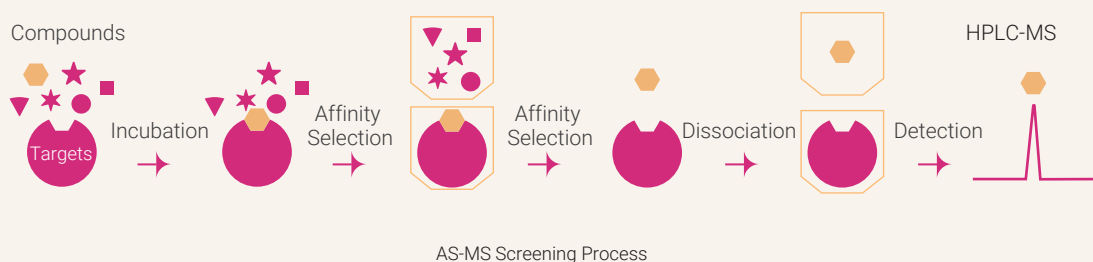 Compounds
Targets
Incubation
Affinity
Selection
Affinity
Selection
Dissociation
Detection
HPLC-MS
AS-MS Screening Process